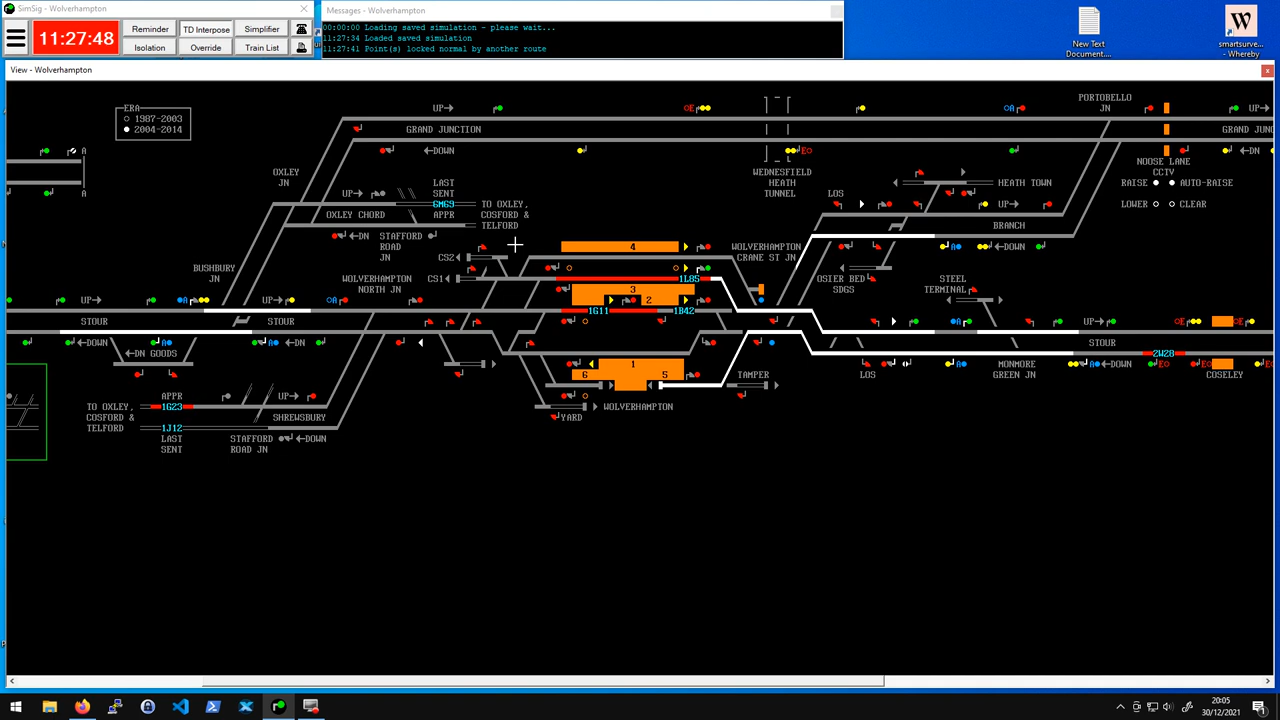 SimSig - Wolverhampton
11:27:48
Reminder
TD Interpose
Simplifier
Isolation
Override
Train List
Messages - Wolverhampton
00:00:00 Loading saved simulation - please wait...
11:27:34 Loaded saved simulation
11:27:41 Point(s) locked normal by another route
New Text
Document....
smartsurve...
- Whereby
View - Wolverhampton
ERA
1987-2003
2004-2014
UP→
GRAND JUNCTION
←DOWN
E
E
A
PORTOBELLO
JN
UP→
GRAND JUNC
←DN
NOOSE LANE
CCTV
RAISE
AUTO-RAISE
LOWER
CLEAR
WEDNESFIELD
HEATH
TUNNEL
A
A
OXLEY
JN
UP→
LAST
SENT
6M69
APPR
TO OXLEY,
COSFORD &
TELFORD
OXLEY CHORD
←DN
STAFFORD
ROAD
JN
HEATH TOWN
LOS
UP→
BRANCH
A
←DOWN
CS2
CS1
4
WOLVERHAMPTON
CRANE ST JN
BUSHBURY
JN
WOLVERHAMPTON
NORTH JN
1L85
3
2
1G11
1B42
OSIER BED
SDGS
STEEL
TERMINAL
UP→
A
UP→
A
STOUR
STOUR
←DOWN
A
←DN
←DN GOODS
A
UP→
E
E
STOUR
2W28
1
6
5
TAMPER
LOS
A
MONMORE
GREEN JN
A
←DOWN
E
COSELEY
E
WOLVERHAMPTON
YARD
APPR
UP→
TO OXLEY,
COSFORD &
TELFORD
1G23
1J12
SHREWSBURY
LAST
SENT
STAFFORD
ROAD JN
←DOWN
20:05
30/12/2021